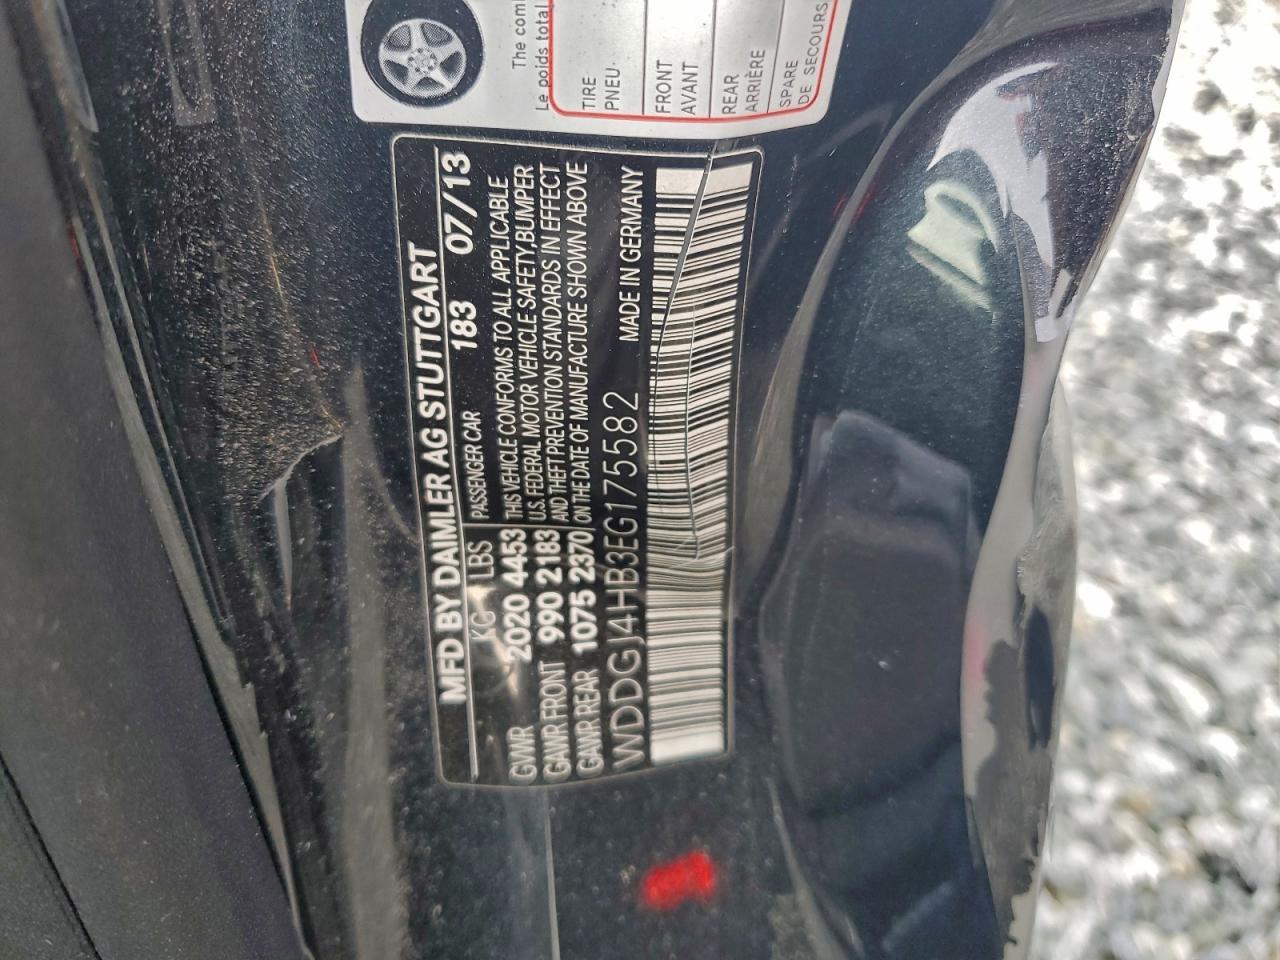 MFD BY DAIMLER AG STUTTGART
KG LBS PASSENGER CAR 183 07/13
GVWR 2020 4453 THIS VEHICLE CONFORMS TO ALL APPLICABLE
GAWR FRONT 990 2183 U.S. FEDERAL MOTOR VEHICLE SAFETY,BUMPER
GAWR REAR 1075 2370 AND THEFT PREVENTION STANDARDS IN EFFECT
ON THE DATE OF MANUFACTURE SHOWN ABOVE
WDDGJ4HB3EG175582 MADE IN GERMANY
The
Le poids total
TIRE
PNEU
FRONT
AVANT
REAR
ARRIÈRE
SPARE
DE SECOURS